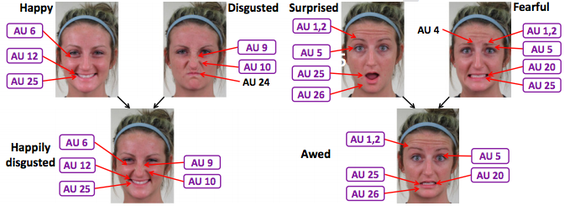 Happy
AU 6
AU 12
AU 25
Disgusted
AU 9
AU 10
AU 24
Surprised
AU 1,2
AU 5
AU 25
AU 26
Fearful
AU 4
AU 1,2
AU 5
AU 20
AU 25
Happily
disgusted
AU 6
AU 12
AU 25
AU 9
AU 10
Awed
AU 1,2
AU 25
AU 26
AU 5
AU 20